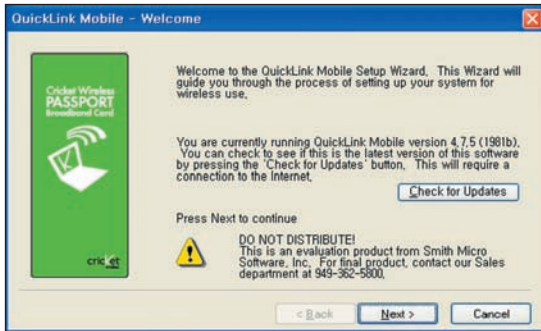 QuickLink Mobile - Welcome
Cricket Wireless
PASSPORT
Broadband Card
cricket
Welcome to the QuickLink Mobile Setup Wizard, This Wizard will
guide you through the process of setting up your system for
wireless use,
You are currently running QuickLink Mobile version 4,7,5 (1981b),
You can check to see if this is the latest version of this software
by pressing the 'Check for Updates' button, This will require a
connection to the Internet,
Check for Updates
Press Next to continue
DO NOT DISTRIBUTE!
This is an evaluation product from Smith Micro
Software, Inc, For final product, contact our Sales
department at 949-362-5800,
< Back
Next >
Cancel